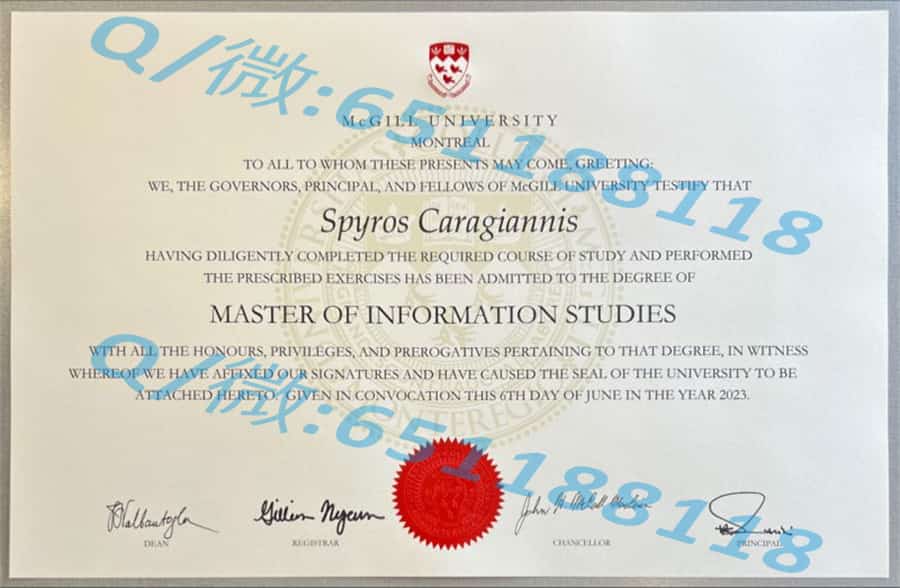 McGILL UNIVERSITY
MONTREAL
TO ALL TO WHOM THESE PRESENTS MAY COME, GREETING:
WE, THE GOVERNORS, PRINCIPAL, AND FELLOWS OF McGILL UNIVERSITY TESTIFY THAT
Spyros Caragiannis
HAVING DILIGENTLY COMPLETED THE REQUIRED COURSE OF STUDY AND PERFORMED
THE PRESCRIBED EXERCISES HAS BEEN ADMITTED TO THE DEGREE OF
MASTER OF INFORMATION STUDIES
WITH ALL THE HONOURS, PRIVILEGES, AND PREROGATIVES PERTAINING TO THAT DEGREE, IN WITNESS
WHEREOF WE HAVE AFFIXED OUR SIGNATURES AND HAVE CAUSED THE SEAL OF THE UNIVERSITY TO BE
ATTACHED HERETO. GIVEN IN CONVOCATION THIS 6TH DAY OF JUNE IN THE YEAR 2023.
DEAN
REGISTRAR
CHANCELLOR
PRINCIPAL
Q/微:651188118
Q/微:651188118